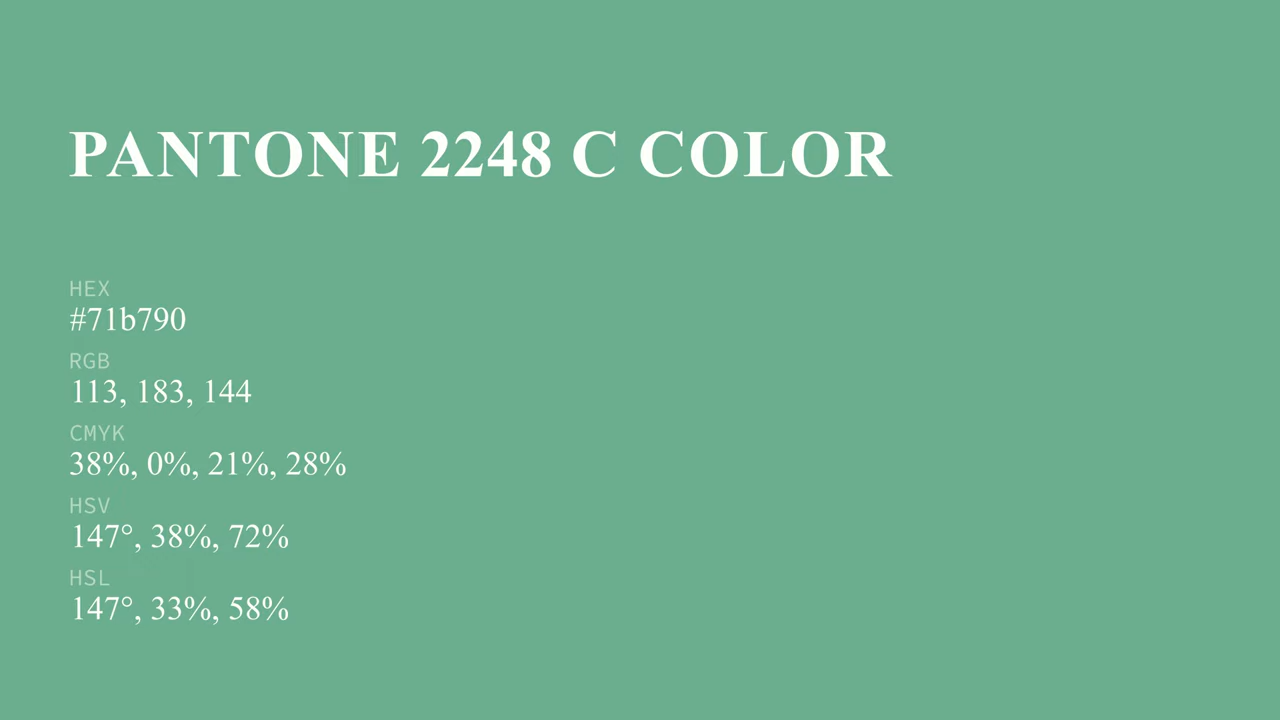 PANTONE 2248 C COLOR
HEX
#71b790
RGB
113, 183, 144
CMYK
38%, 0%, 21%, 28%
HSV
147°, 38%, 72%
HSL
147°, 33%, 58%